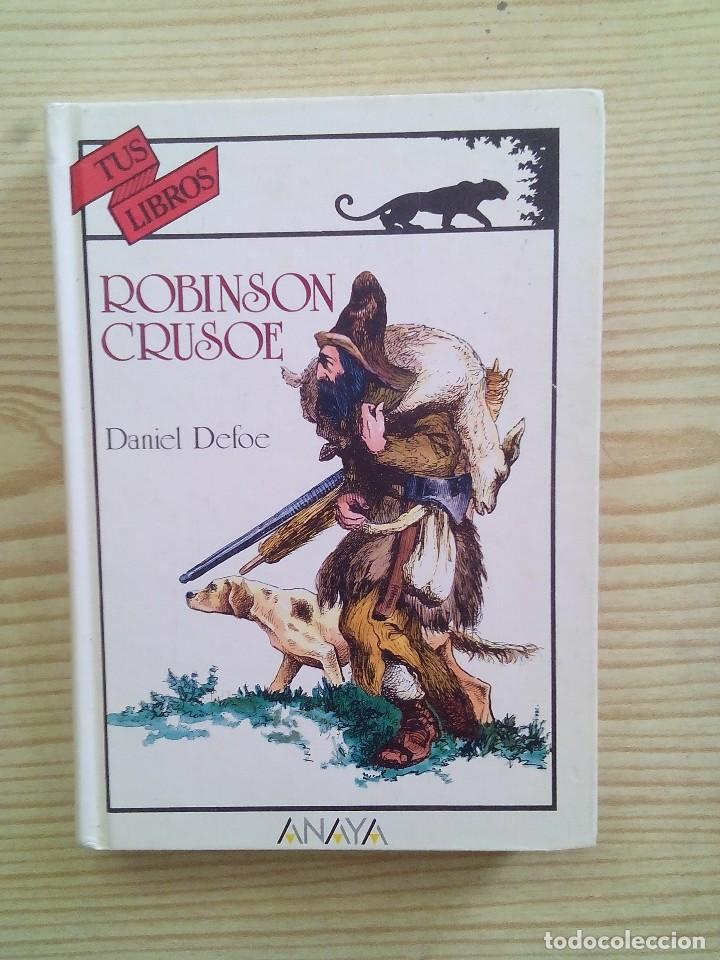 TUS
LIBROS
ROBINSON
CRUSOE
Daniel Defoe
ANAYA
todocoleccion